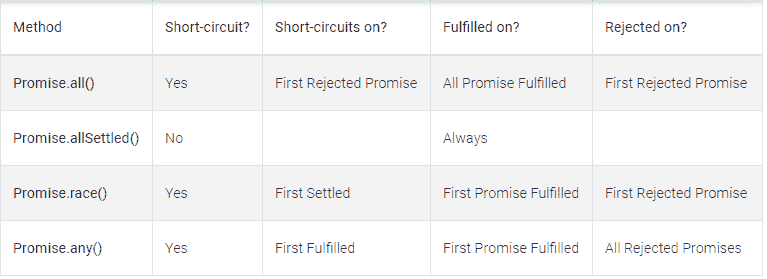 Method Short-circuit? Short-circuits on? Fulfilled on? Rejected on?
Promise.all() Yes First Rejected Promise All Promise Fulfilled First Rejected Promise
Promise.allSettled() No Always
Promise.race() Yes First Settled First Promise Fulfilled First Rejected Promise
Promise.any() Yes First Fulfilled First Promise Fulfilled All Rejected Promises